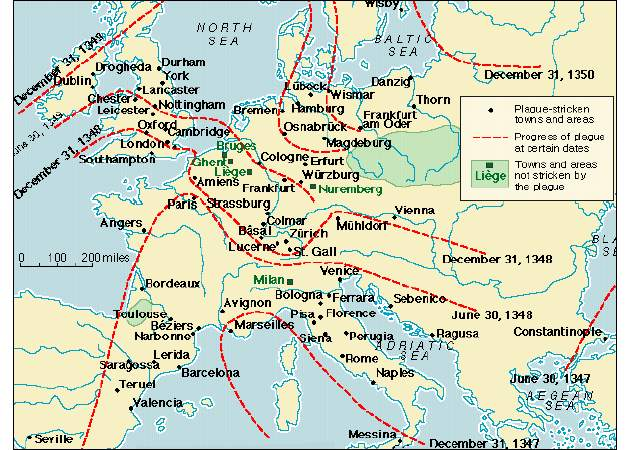 Wisby
NORTH
SEA
BALTIC
SEA
December 31, 1349
Drogheda
Durham
Dublin
York
Lancaster
Chester
Nottingham
Leicester
June 30, 1349
Oxford
Cambridge
December 31, 1348
London
Southampton
Danzig
December 31, 1350
Lübeck
Wismar
Thorn
Bremen
Hamburg
Frankfurt
am Oder
Osnabrück
Magdeburg
Plague-stricken
towns and areas
Progress of plague
at certain dates
Liège
Towns and areas
not stricken by
the plague
Bruges
Ghent
Liège
Cologne
Erfurt
Würzburg
Amiens
Frankfurt
Nuremberg
Paris
Strassburg
Angers
Colmar
Vienna
Basal
Zürich
Mühldorf
Lucerne
St. Gall
December 31, 1348
0 100 200 miles
Milan
Venice
Bordeaux
Bologna
Ferrara
Sebenico
Avignon
Toulouse
Pisa
Florence
June 30, 1348
Béziers
Marseilles
Constantinople
Narbonne
Siena
Perugia
Ragusa
ADRIATIC
SEA
Lerida
Saragossa
Rome
Barcelona
Naples
June 30, 1347
Teruel
AEGEAN
SEA
Valencia
Seville
Messina
December 31, 1347